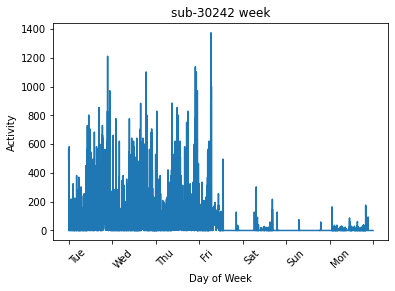 sub-30242 week
1400
1200
1000
800
600
400
200
0
Activity
Tue
Wed
Thu
Fri
Sat
Sun
Mon
Day of Week